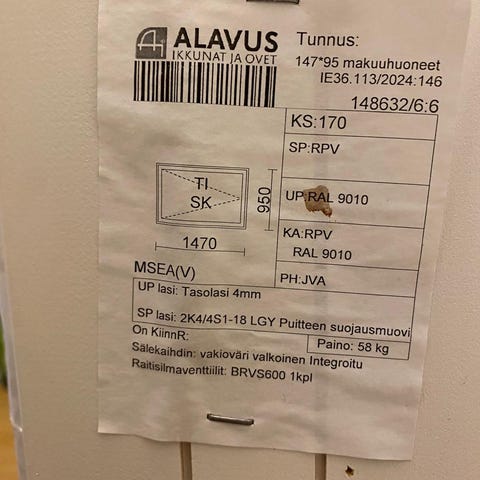 ALAVUS
IKKUNAT JA OVET
Tunnus:
147*95 makuuhuoneet
IE36.113/2024:146
148632/6:6
KS:170
SP:RPV
TI
SK
950
1470
UP:RAL 9010
KA:RPV
RAL 9010
MSEA(V)
PH:JVA
UP lasi: Tasolasi 4mm
SP lasi: 2K4/4S1-18 LGY Puitteen suojausmuovi
On KiinnR:
Paino: 58 kg
Sälekaihdin: vakioväri valkoinen Integroitu
Raitisilmaventtiilit: BRVS600 1kpl